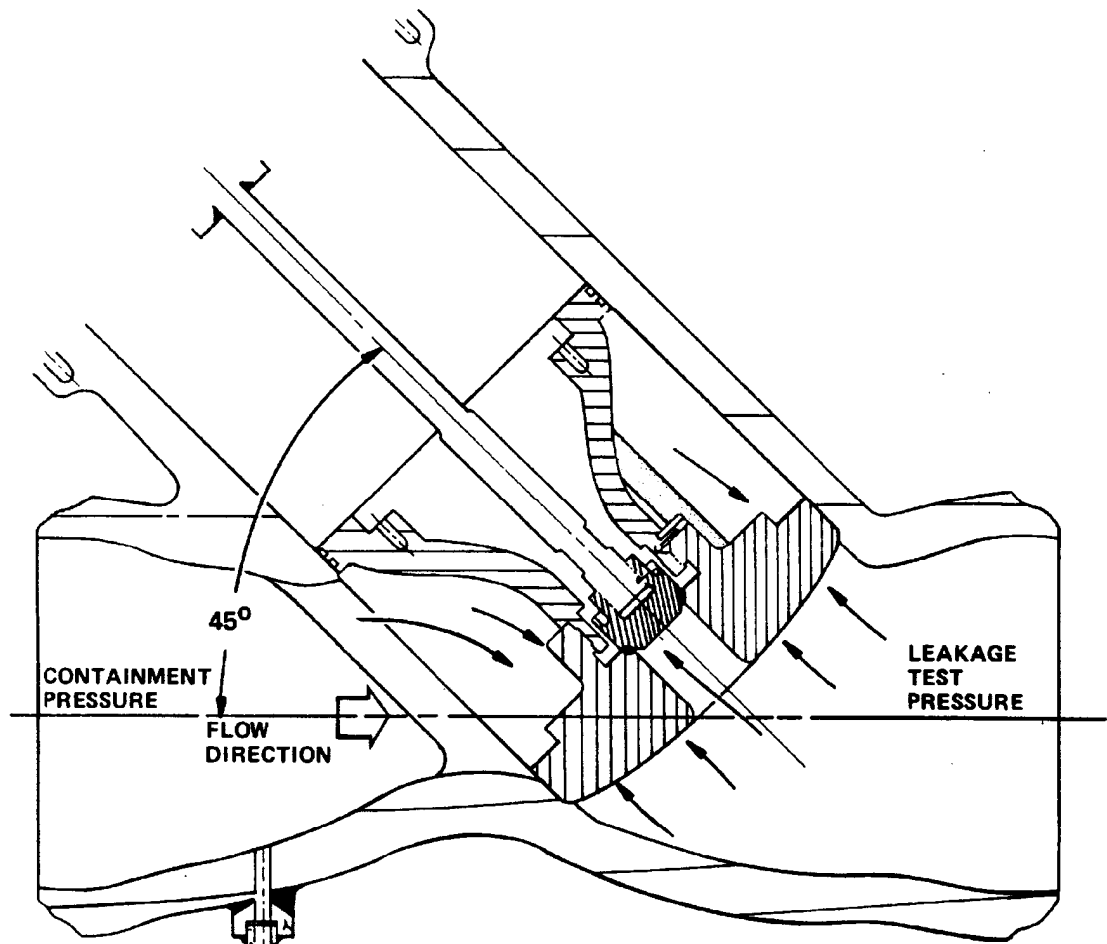 45°
CONTAINMENT
PRESSURE
FLOW
DIRECTION
LEAKAGE
TEST
PRESSURE